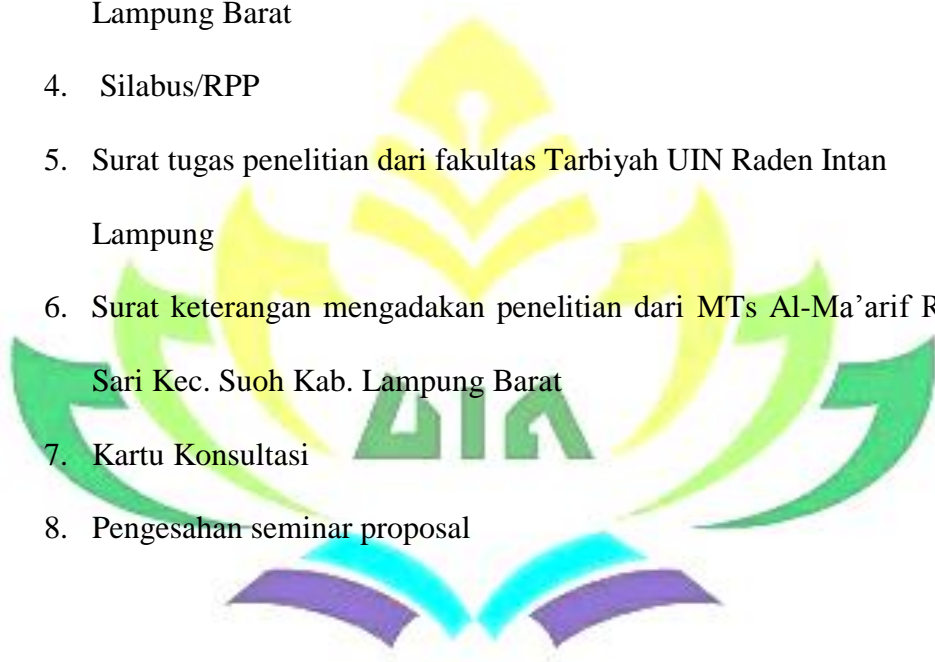 Lampung Barat
4. Silabus/RPP
5. Surat tugas penelitian dari fakultas Tarbiyah UIN Raden Intan
Lampung
6. Surat keterangan mengadakan penelitian dari MTs Al-Ma’arif R
Sari Kec. Suoh Kab. Lampung Barat
7. Kartu Konsultasi
8. Pengesahan seminar proposal